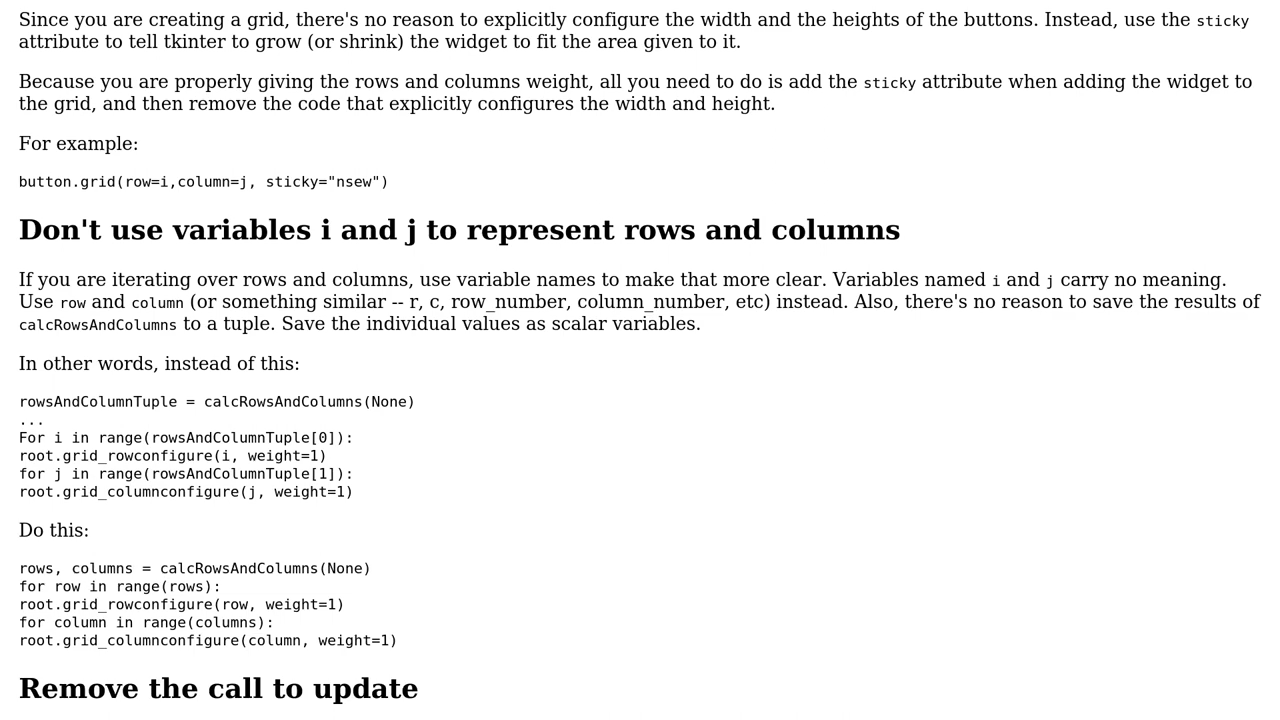 Since you are creating a grid, there's no reason to explicitly configure the width and the heights of the buttons. Instead, use the sticky
attribute to tell tkinter to grow (or shrink) the widget to fit the area given to it.
Because you are properly giving the rows and columns weight, all you need to do is add the sticky attribute when adding the widget to
the grid, and then remove the code that explicitly configures the width and height.
For example:
button.grid(row=i,column=j, sticky="nsew")
Don't use variables i and j to represent rows and columns
If you are iterating over rows and columns, use variable names to make that more clear. Variables named i and j carry no meaning.
Use row and column (or something similar -- r, c, row_number, column_number, etc) instead. Also, there's no reason to save the results of
calcRowsAndColumns to a tuple. Save the individual values as scalar variables.
In other words, instead of this:
rowsAndColumnTuple = calcRowsAndColumns(None)
...
For i in range(rowsAndColumnTuple[0]):
root.grid_rowconfigure(i, weight=1)
for j in range(rowsAndColumnTuple[1]):
root.grid_columnconfigure(j, weight=1)
Do this:
rows, columns = calcRowsAndColumns(None)
for row in range(rows):
root.grid_rowconfigure(row, weight=1)
for column in range(columns):
root.grid_columnconfigure(column, weight=1)
Remove the call to update